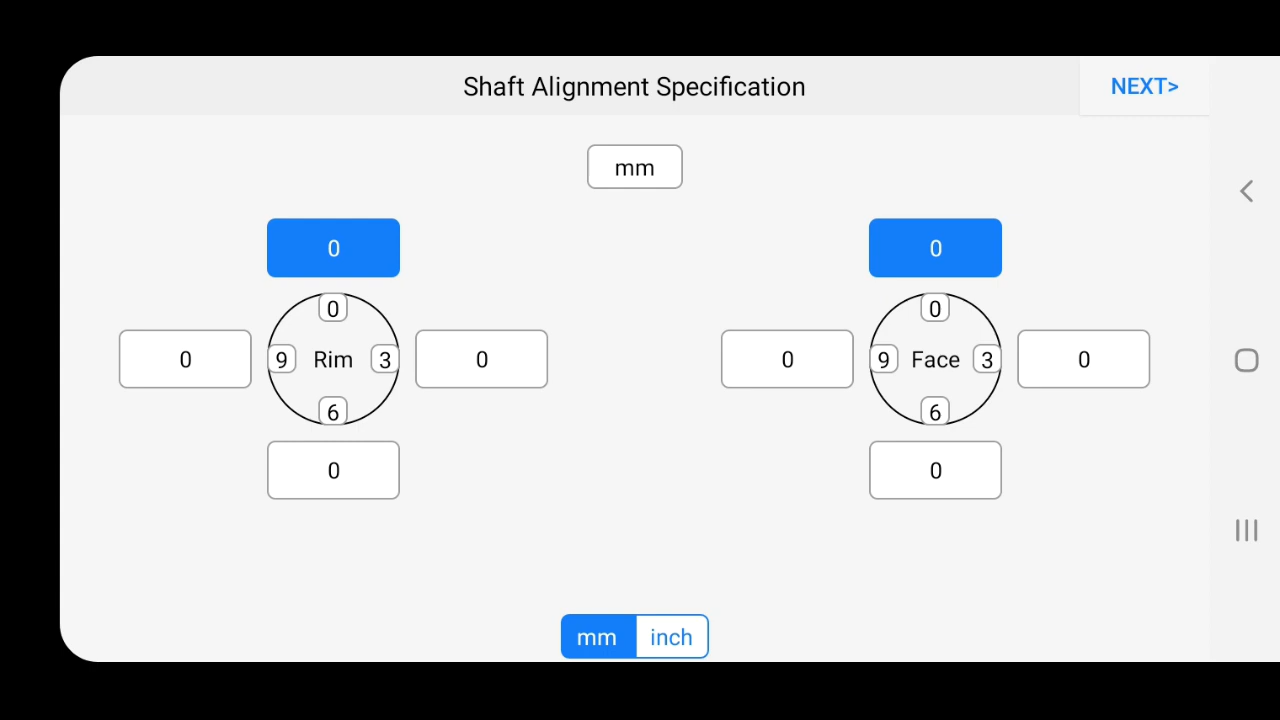 Shaft Alignment Specification
NEXT>
mm
0 0
0 0
0 9 Rim 3 0 0 9 Face 3 0
6 6
0 0
mm inch